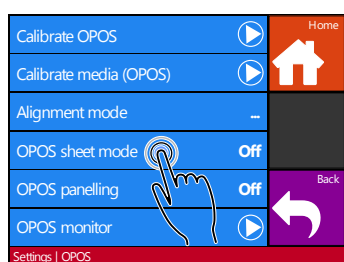 Calibrate OPOS
Home
Calibrate media (OPOS)
Alignment mode ...
OPOS sheet mode Off
OPOS panelling Off
Back
OPOS monitor
Settings | OPOS